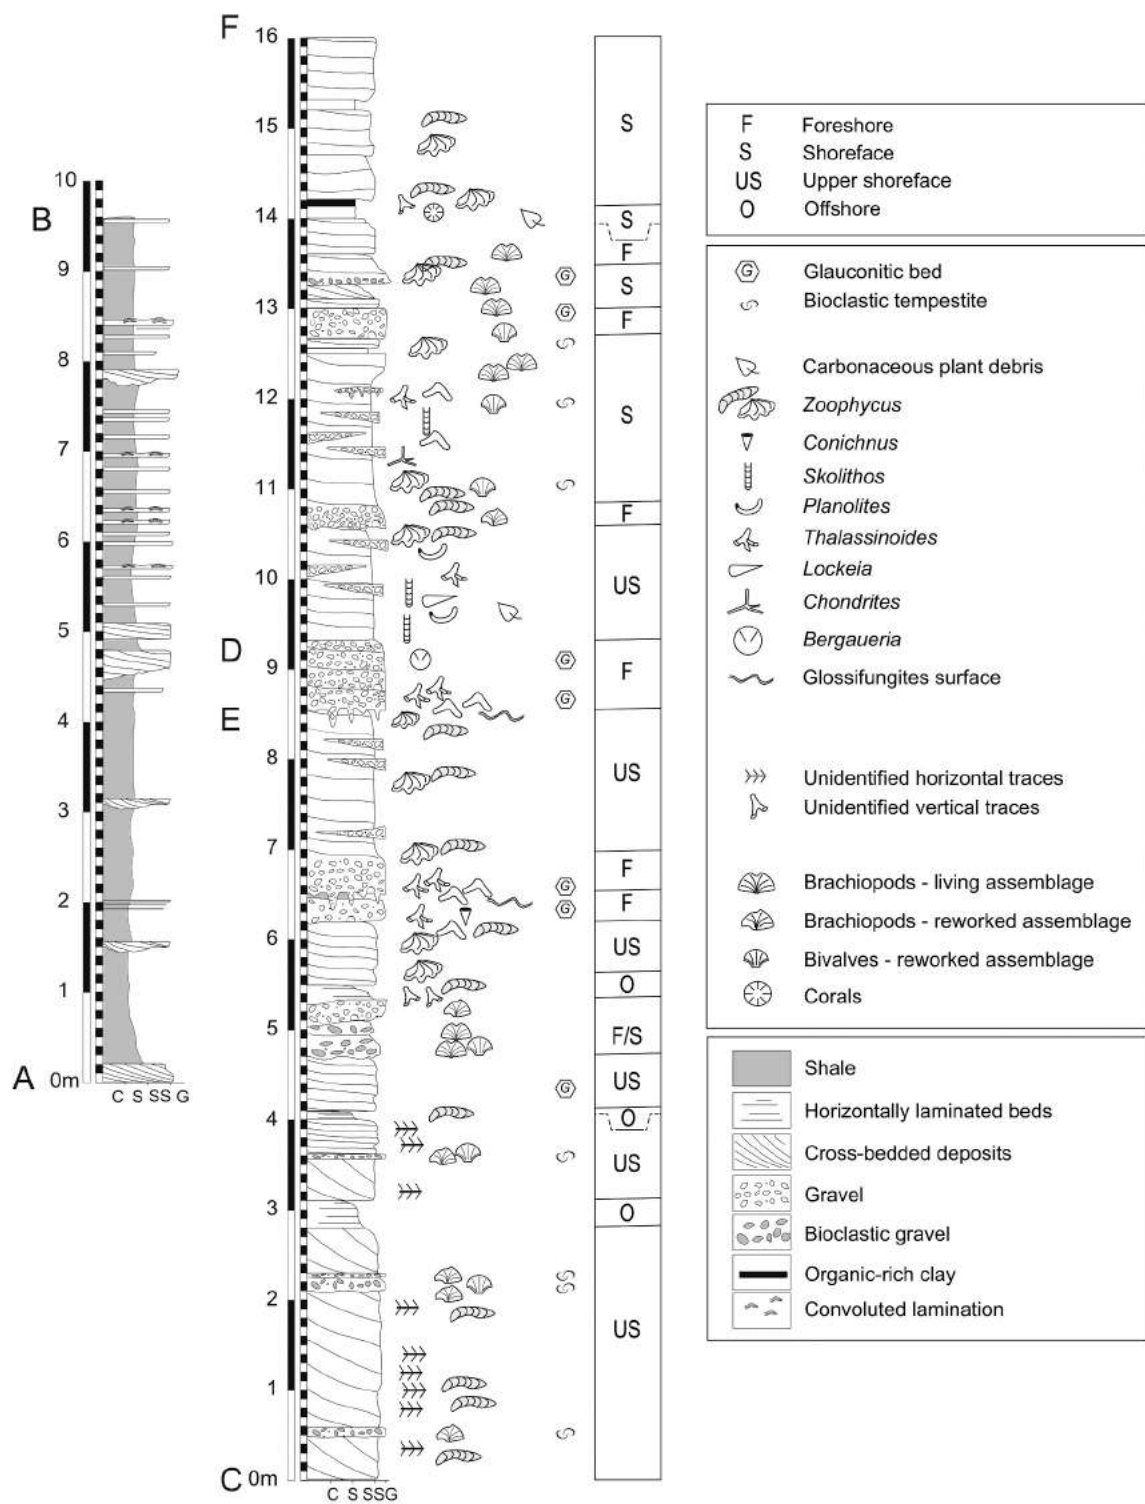 B
10
9
8
7
6
5
4
3
2
1
A 0m
C S SS G
F 16
15
14
13
12
11
10
D
9
E
8
7
6
5
4
3
2
1
C 0m
C S SSG
G
G
G
G
G
G
G
S
S
F
S
F
S
F
US
F
US
F
F
US
O
F/S
US
O
US
O
US
F Foreshore
S Shoreface
US Upper shoreface
O Offshore
G Glauconitic bed
Bioclastic tempestite
Carbonaceous plant debris
Zoophycus
Conichnus
Skolithos
Planolites
Thalassinoides
Lockeia
Chondrites
Bergaueria
Glossifungites surface
Unidentified horizontal traces
Unidentified vertical traces
Brachiopods - living assemblage
Brachiopods - reworked assemblage
Bivalves - reworked assemblage
Corals
Shale
Horizontally laminated beds
Cross-bedded deposits
Gravel
Bioclastic gravel
Organic-rich clay
Convoluted lamination